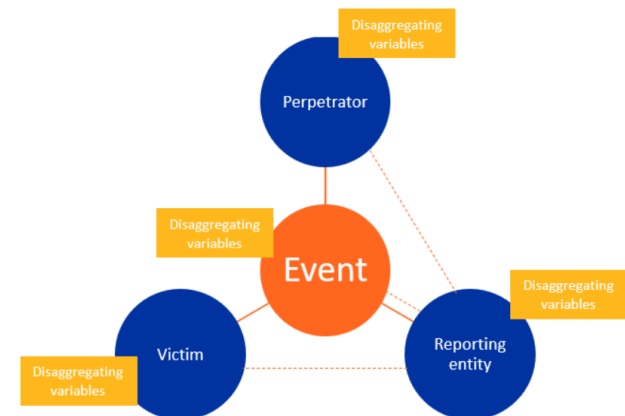 Disaggregating
variables
Perpetrator
Disaggregating
variables
Event
Disaggregating
variables
Reporting
entity
Victim
Disaggregating
variables